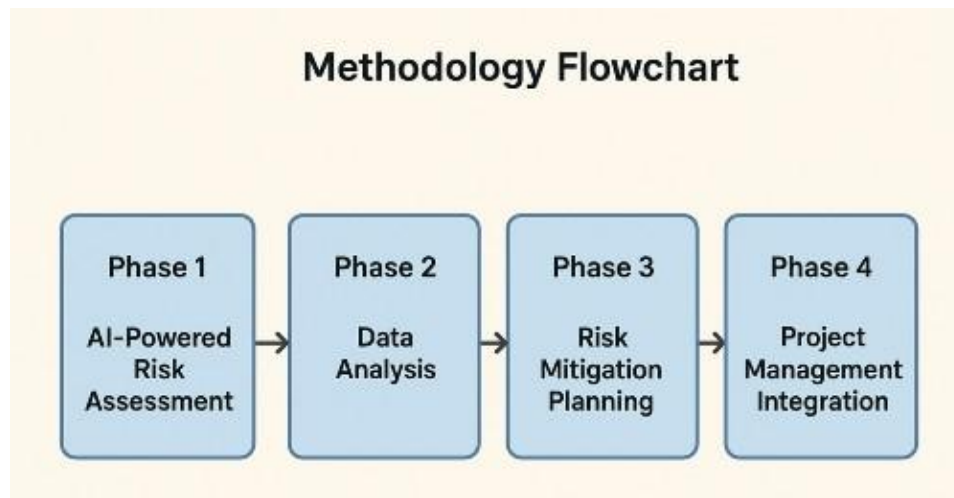 Methodology Flowchart
Phase 1
AI-Powered
Risk
Assessment
Phase 2
Data
Analysis
Phase 3
Risk
Mitigation
Planning
Phase 4
Project
Management
Integration